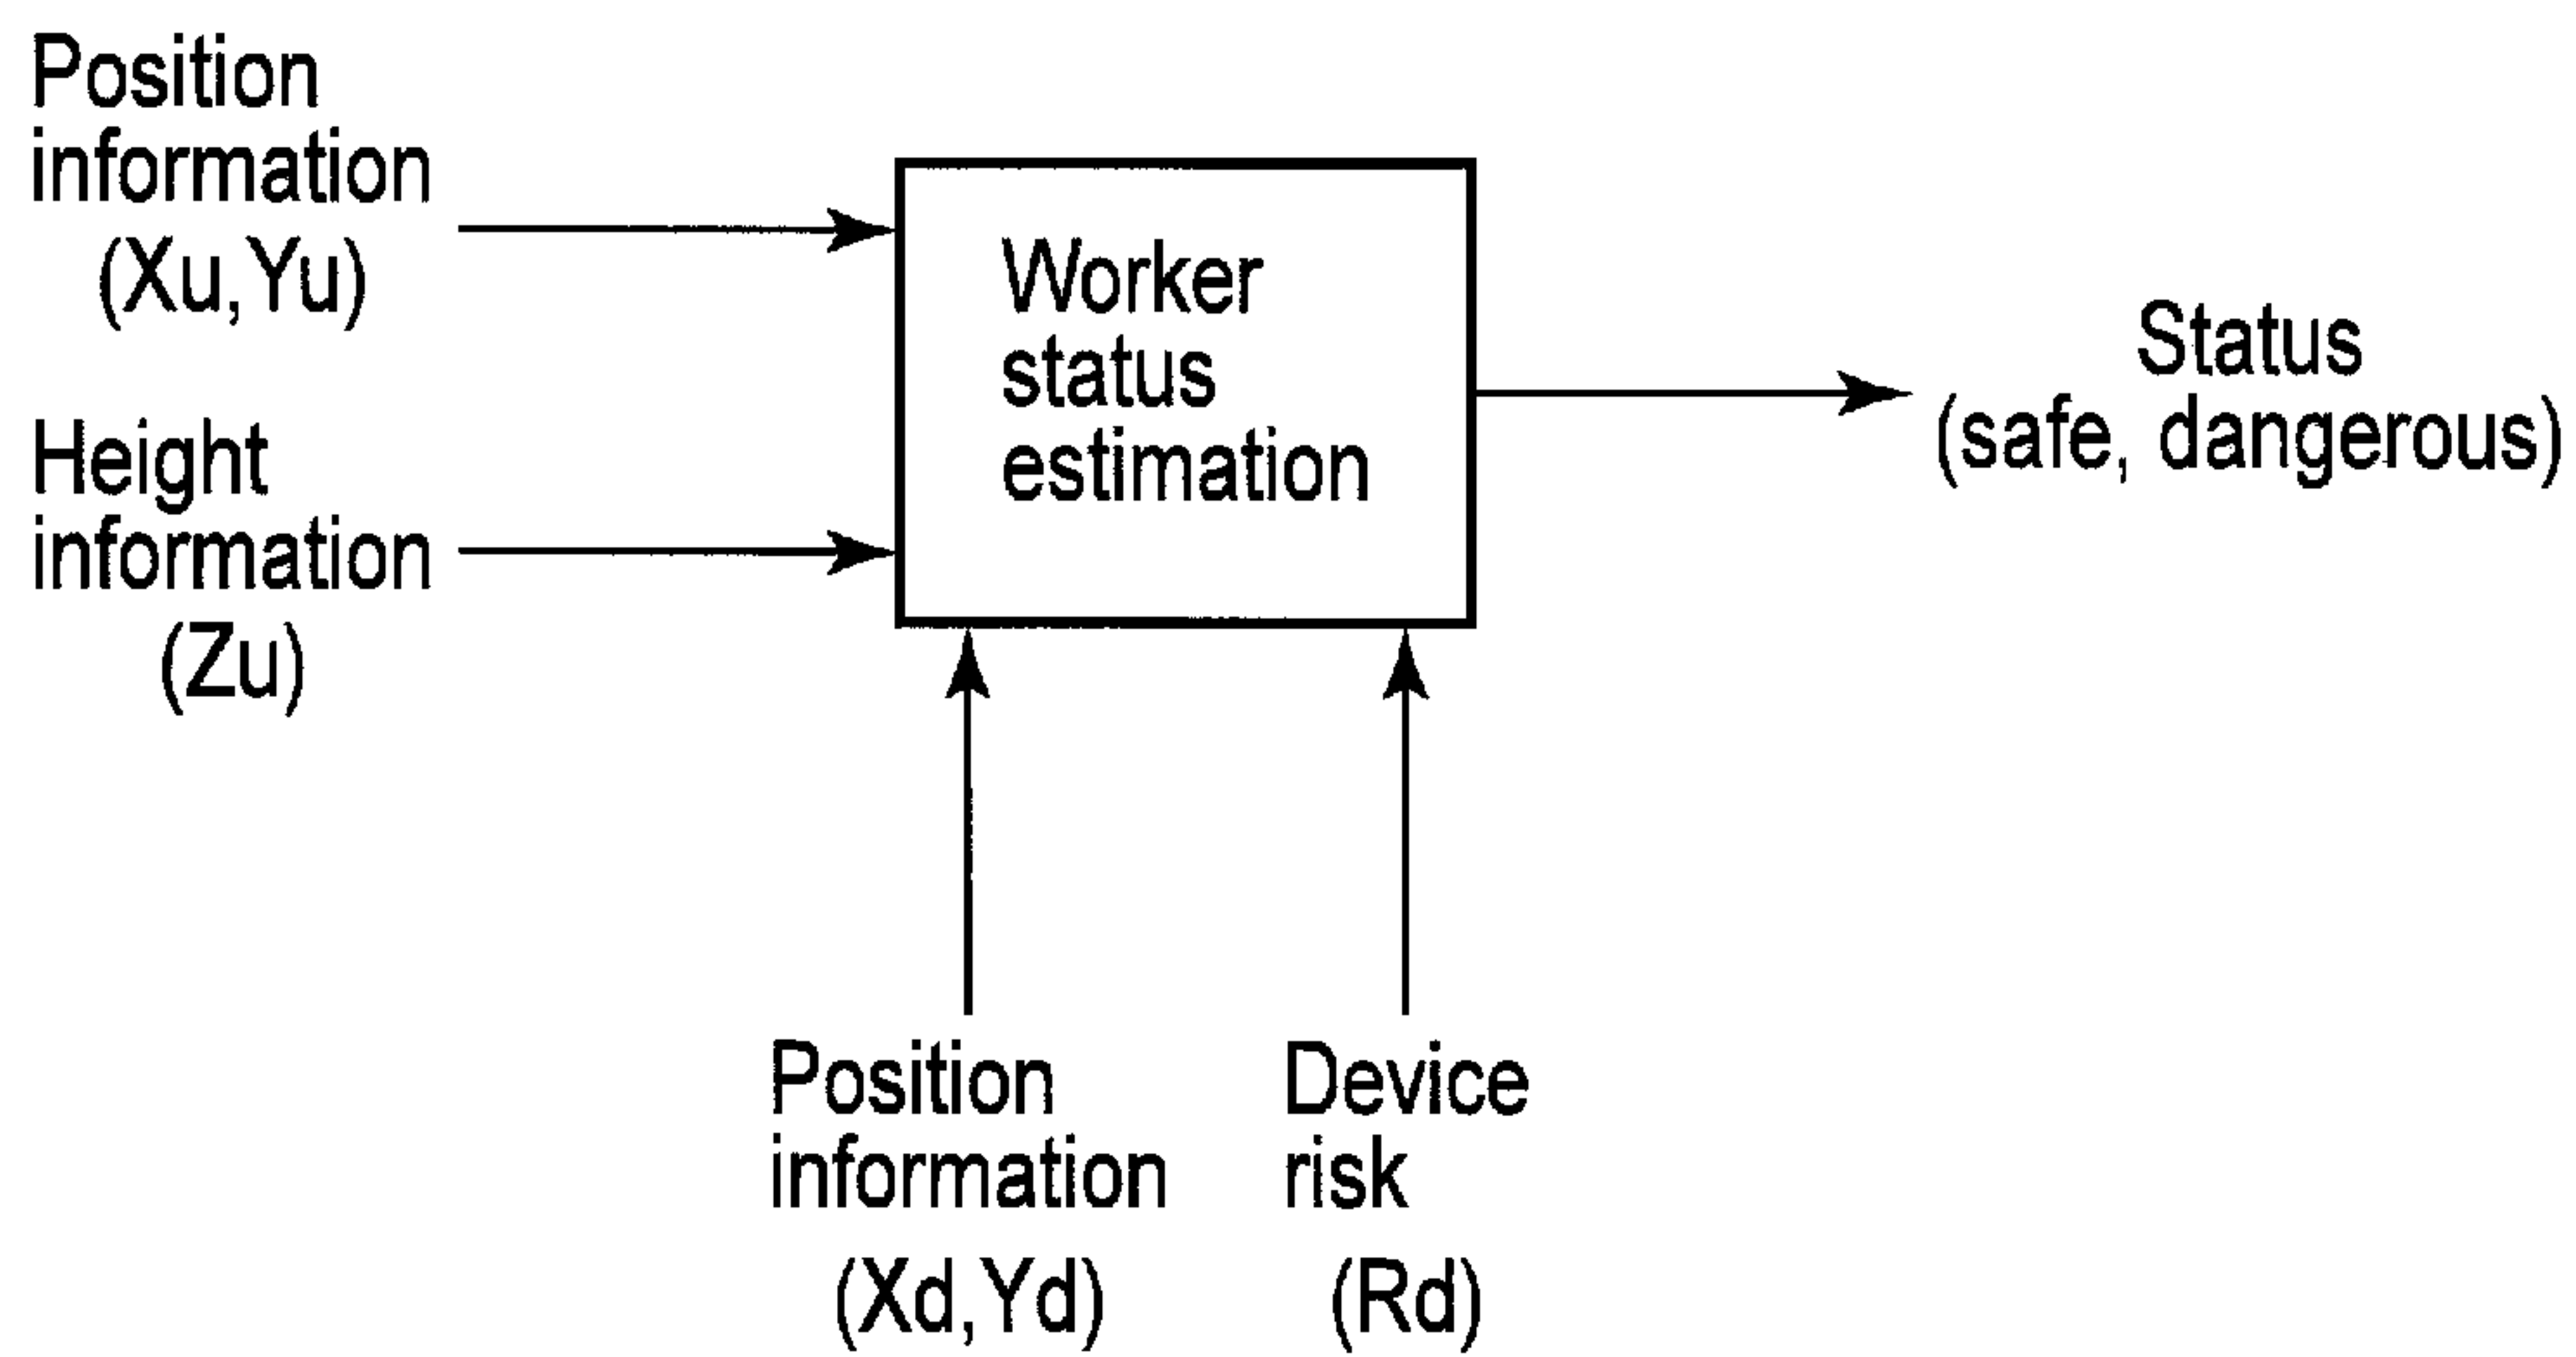 Position
information
(Xu,Yu)
Height
information
(Zu)
Worker
status
estimation
Status
(safe, dangerous)
Position
information
(Xd,Yd)
Device
risk
(Rd)